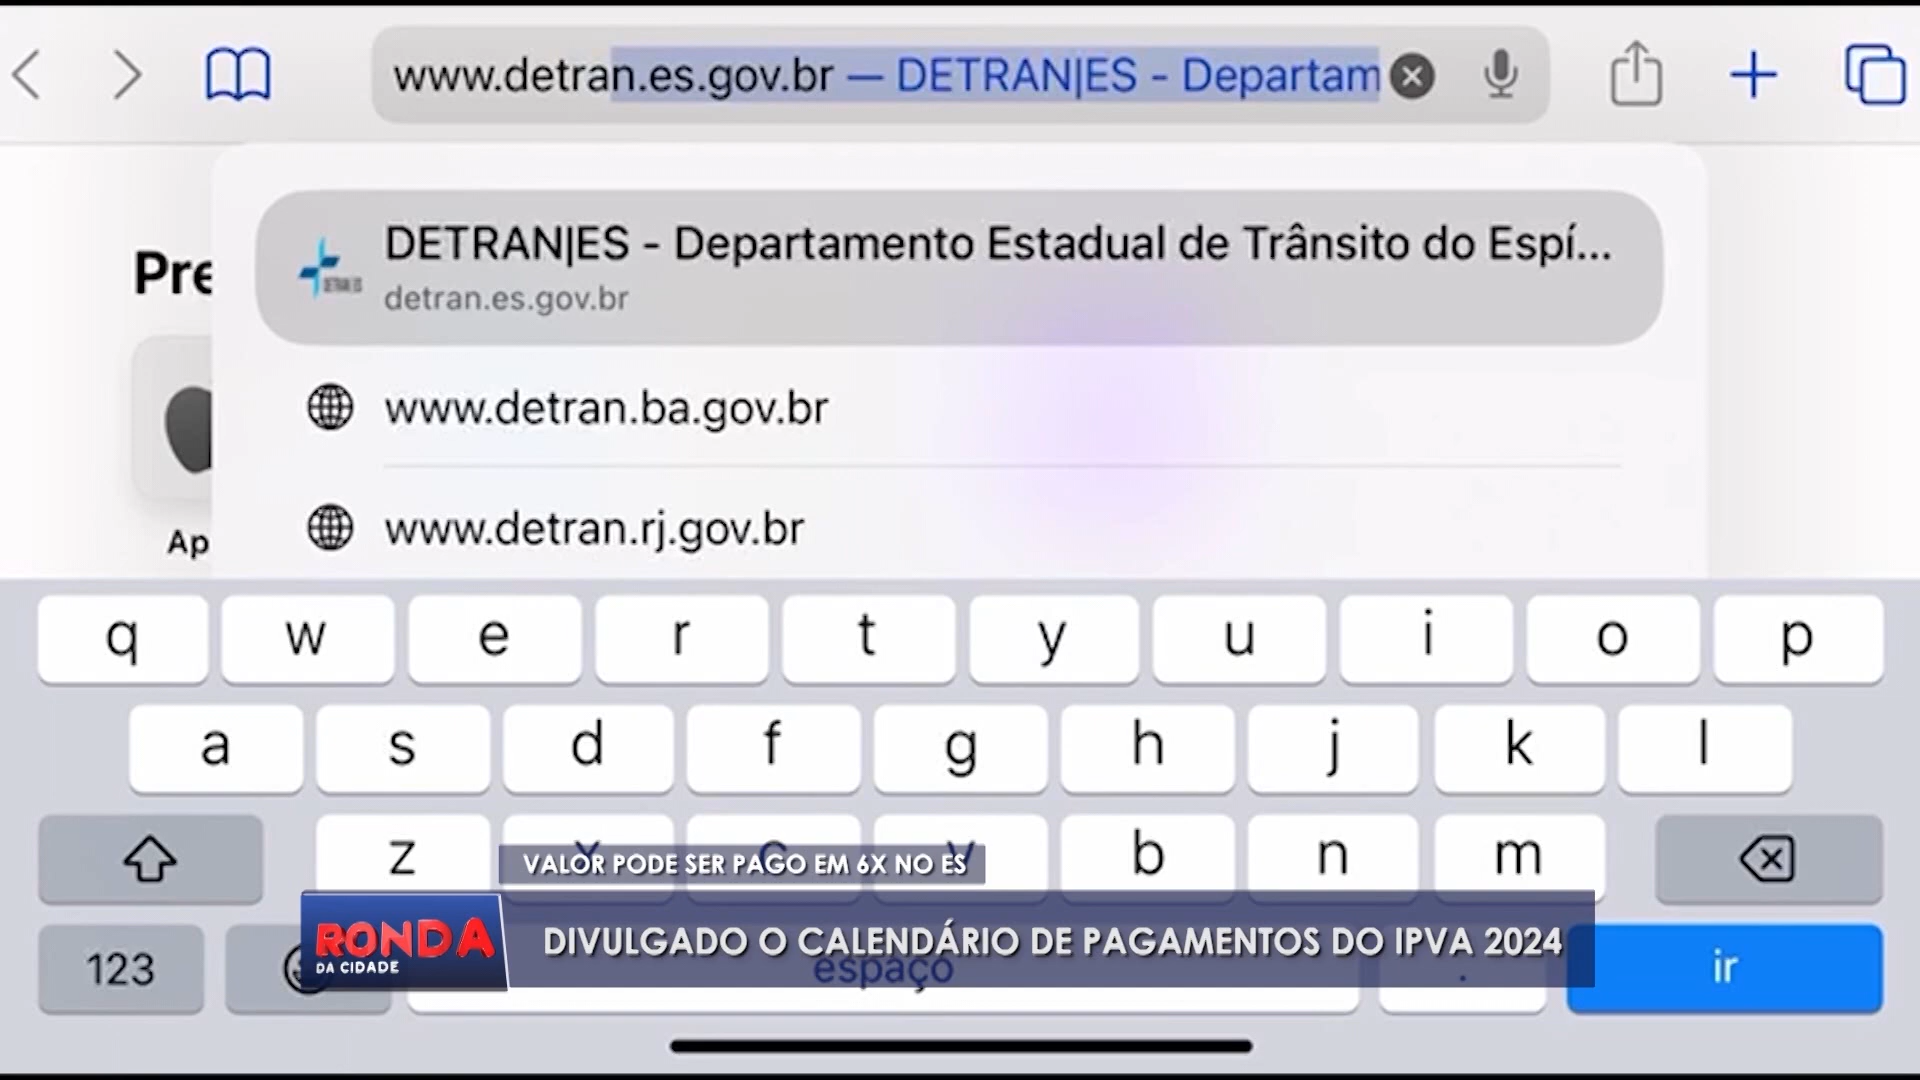 www.detran.es.gov.br — DETRAN|ES - Departam
Pre
DETRAN|ES - Departamento Estadual de Trânsito do Espí...
detran.es.gov.br
DETRAN|ES
www.detran.ba.gov.br
www.detran.rj.gov.br
Ap
q w e r t y u i o p
a s d f g h j k l
z x c v b n m
VALOR PODE SER PAGO EM 6X NO ES
RONDA
DA CIDADE
DIVULGADO O CALENDÁRIO DE PAGAMENTOS DO IPVA 2024
123 espaço . ir